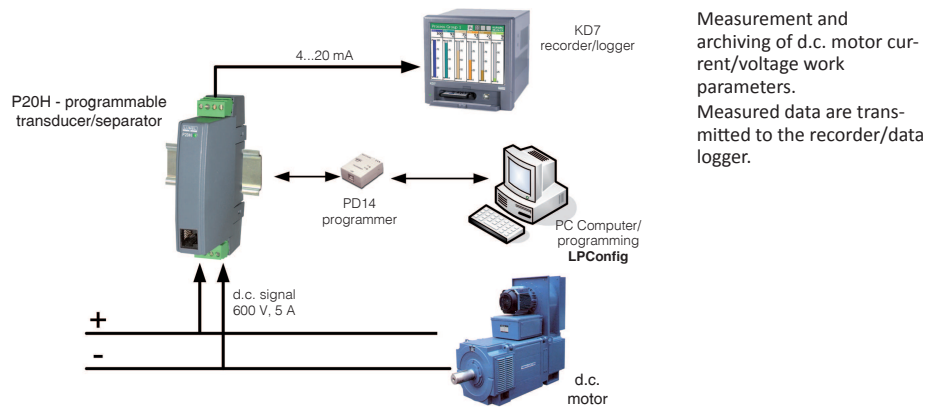 KD7
recorder/logger
4...20 mA
P20H - programmable
transducer/separator
PD14
programmer
PC Computer/
programming
LPConfig
d.c. signal
600 V, 5 A
+
-
d.c.
motor
Measurement and
archiving of d.c. motor cur-
rent/voltage work
parameters.
Measured data are trans-
mitted to the recorder/data
logger.